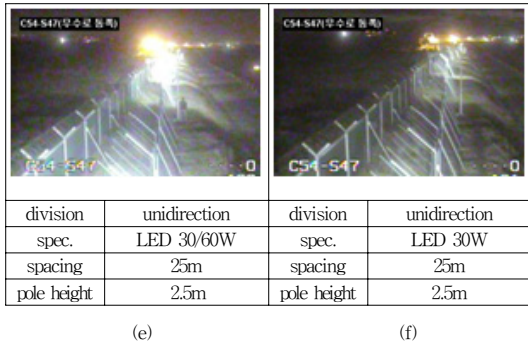 C54-S47(우수로 동쪽) C54-S47(우수로 동쪽)
C54-S47 C54-S47
division unidirection division unidirection
spec. LED 30/60W spec. LED 30W
spacing 25m spacing 25m
pole height 2.5m pole height 2.5m
(e) (f)